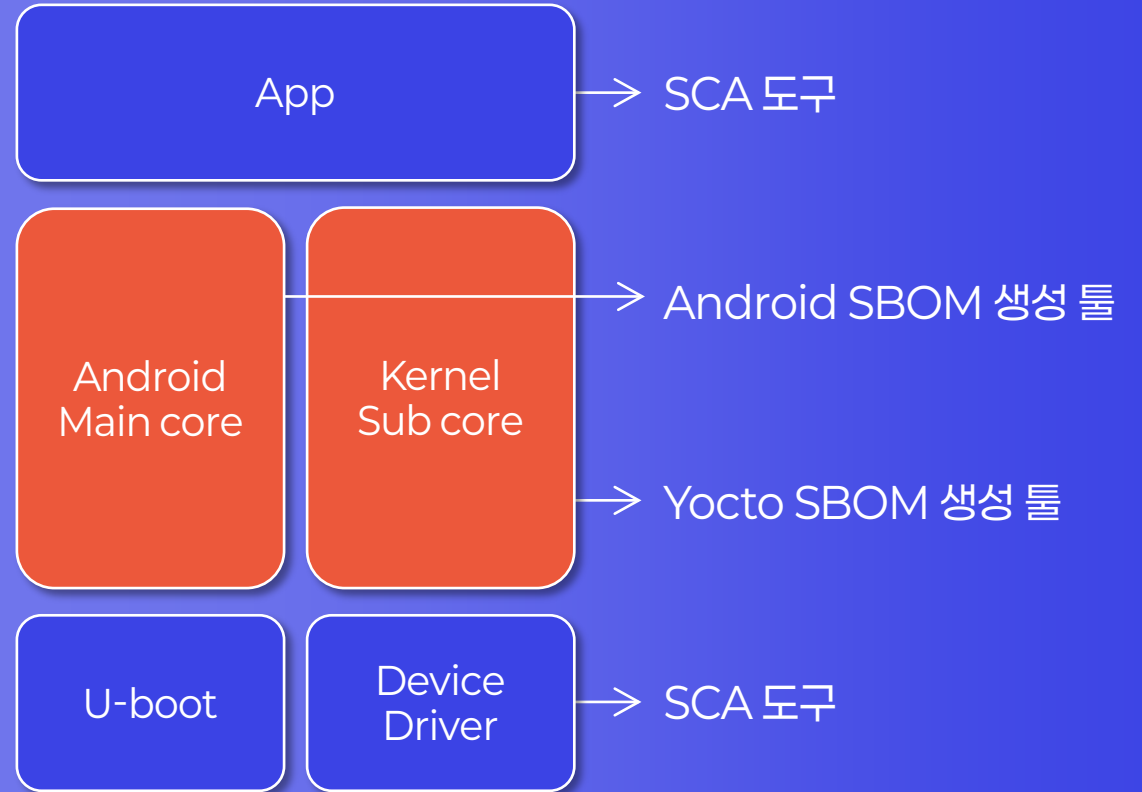 App
SCA 도구
Android SBOM 생성 툴
Android
Main core
Kernel
Sub core
Yocto SBOM 생성 툴
U-boot
Device
Driver
SCA 도구